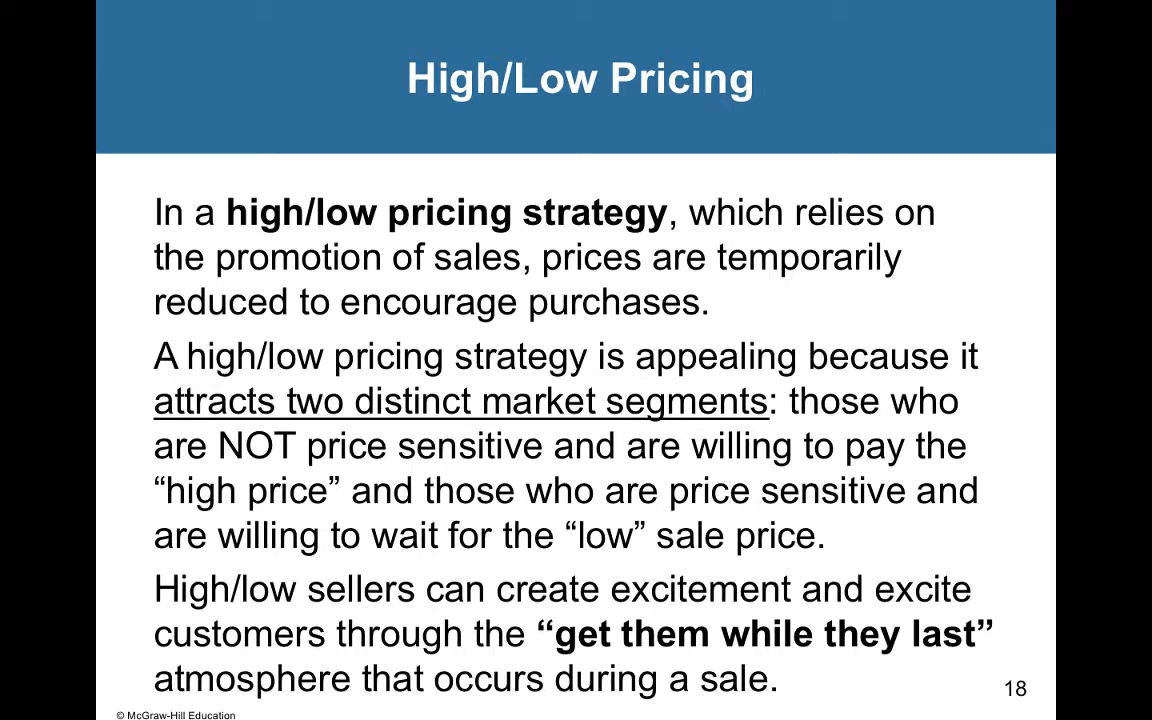 High/Low Pricing
In a high/low pricing strategy, which relies on
the promotion of sales, prices are temporarily
reduced to encourage purchases.
A high/low pricing strategy is appealing because it
attracts two distinct market segments: those who
are NOT price sensitive and are willing to pay the
“high price” and those who are price sensitive and
are willing to wait for the “low” sale price.
High/low sellers can create excitement and excite
customers through the “get them while they last”
atmosphere that occurs during a sale.
18
© McGraw-Hill Education